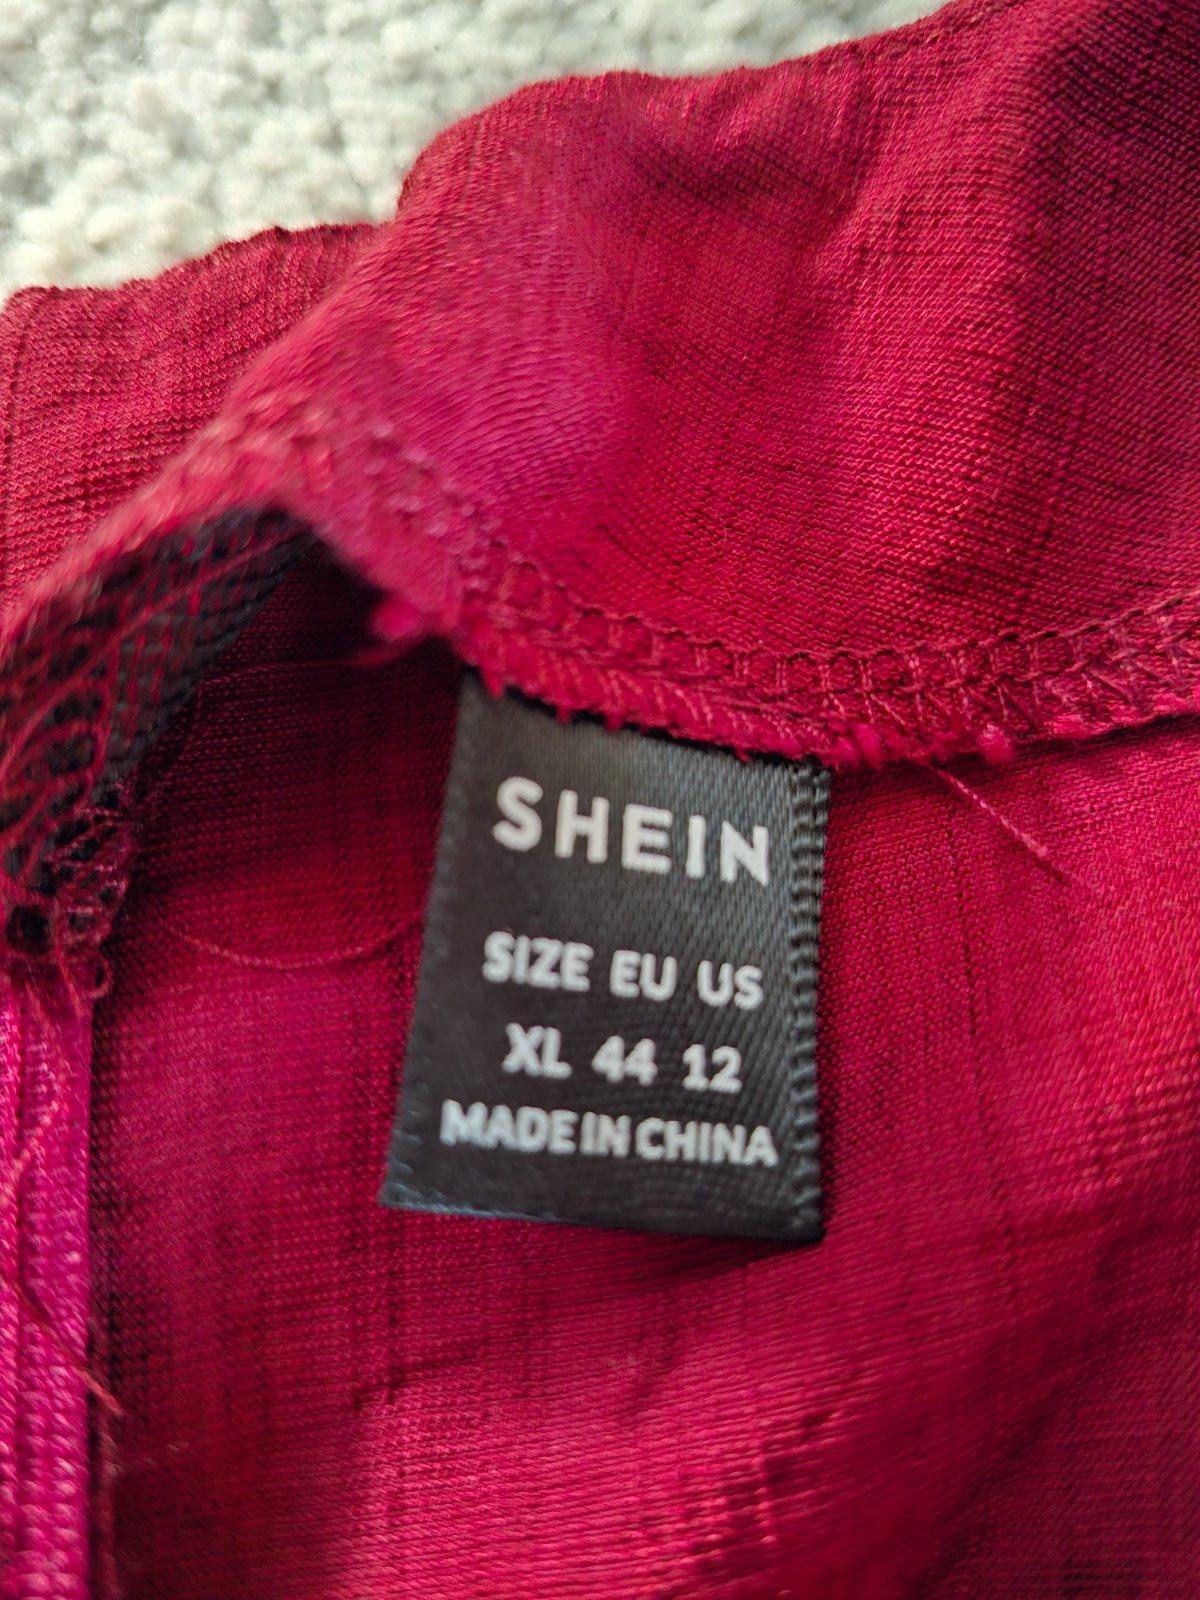 SHEIN
SIZE EU US
XL 44 12
MADE IN CHINA